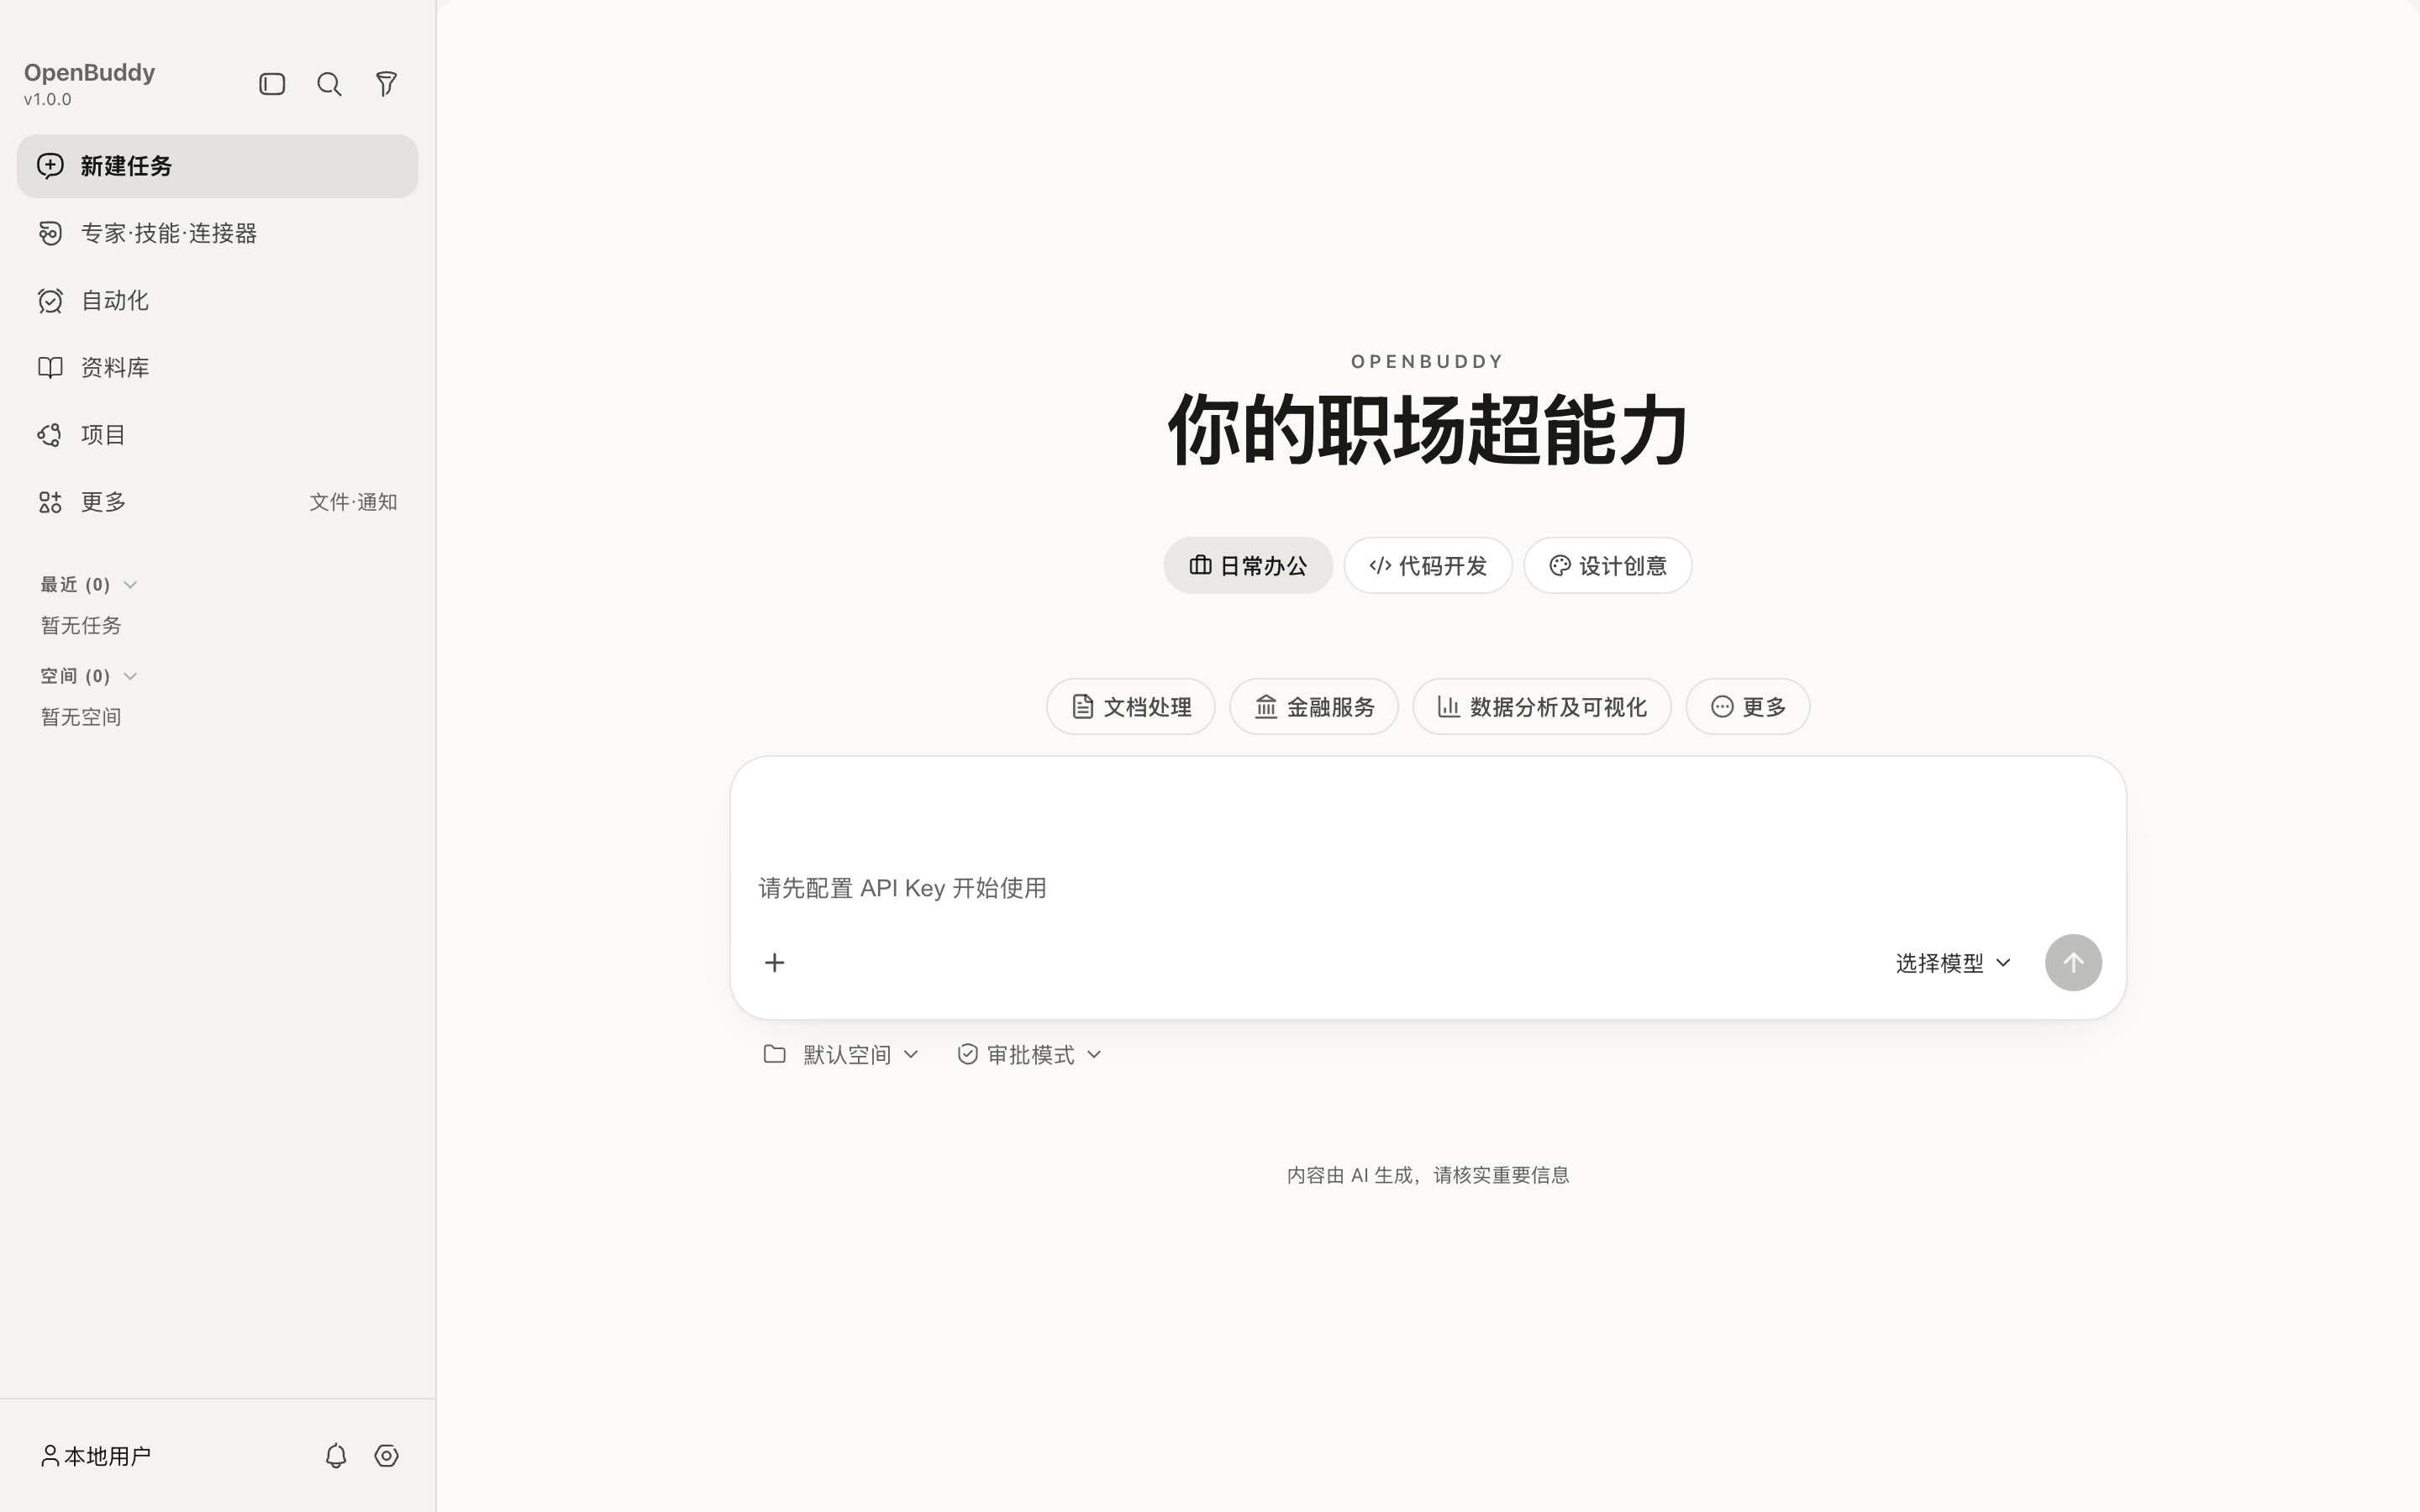 OpenBuddy
v1.0.0
新建任务
专家·技能·连接器
自动化
资料库
项目
更多 文件·通知
最近 (0)
暂无任务
空间 (0)
暂无空间
本地用户
OPENBUDDY
你的职场超能力
日常办公 代码开发 设计创意
文档处理 金融服务 数据分析及可视化 更多
请先配置 API Key 开始使用
选择模型
默认空间 审批模式
内容由 AI 生成，请核实重要信息